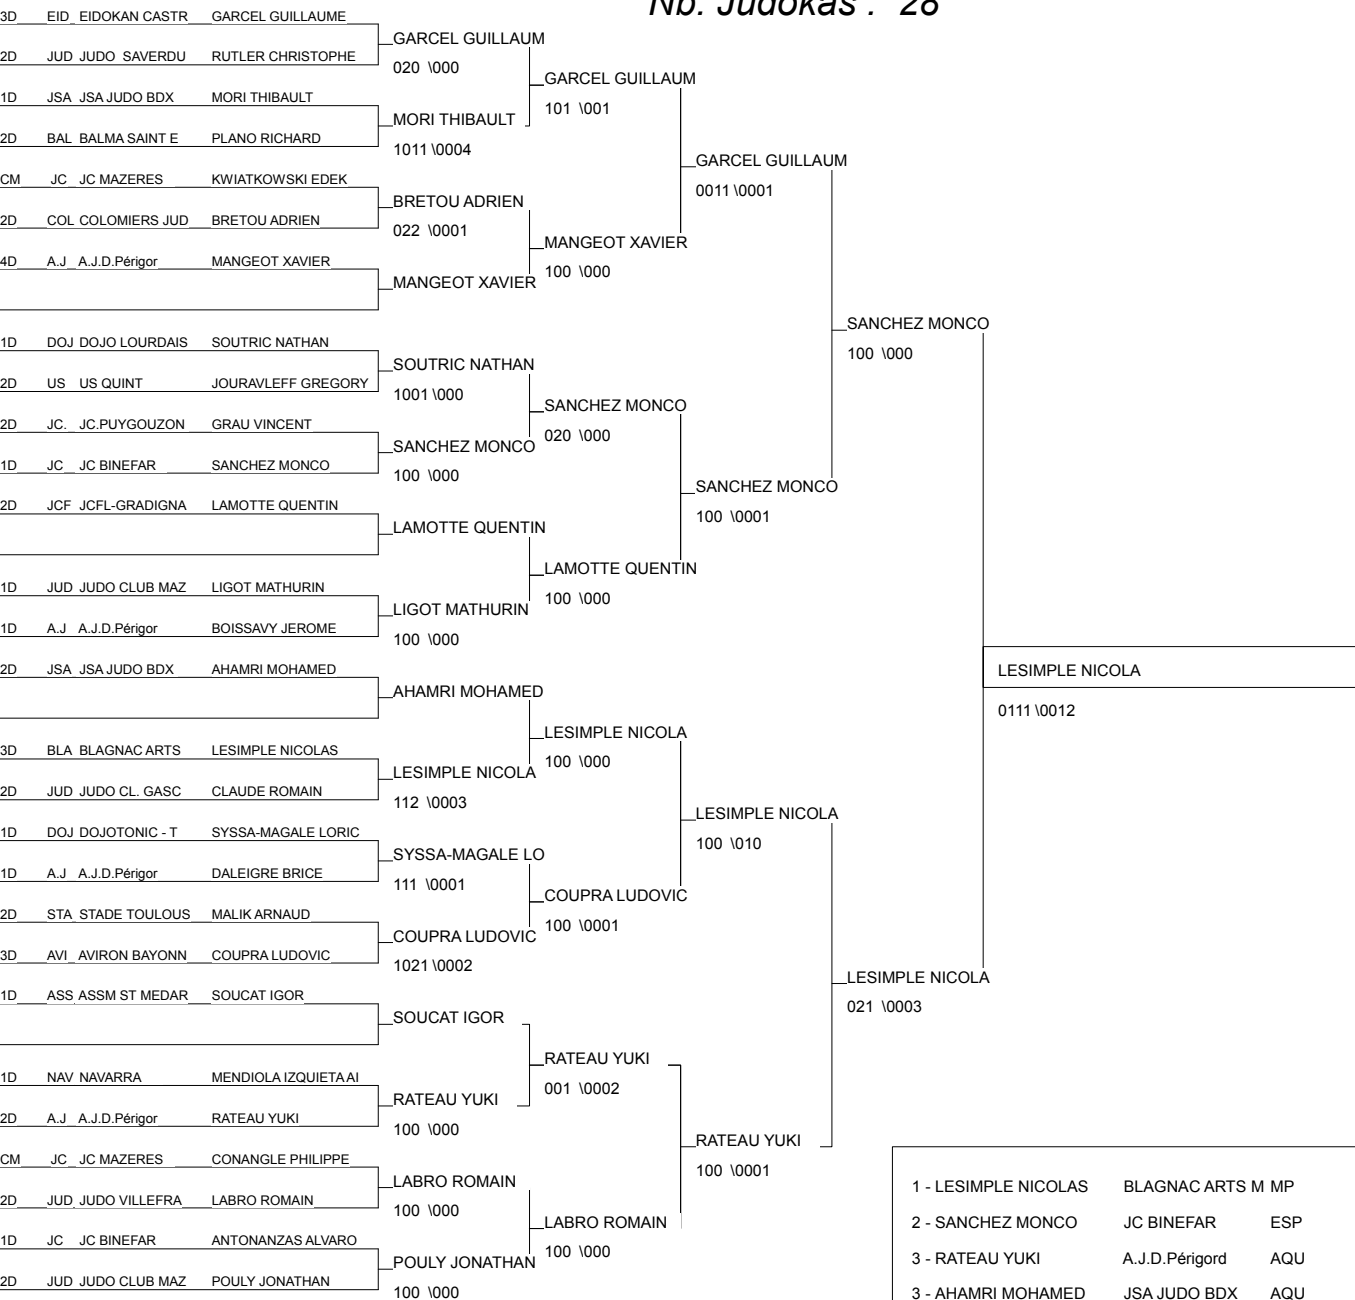 Nb. Judokas : 28
3D EID EIDOKAN CASTR GARCEL GUILLAUME
GARCEL GUILLAUM
2D JUD JUDO SAVERDU RUTLER CHRISTOPHE
020 \000
GARCEL GUILLAUM
1D JSA JSA JUDO BDX MORI THIBAULT
101 \001
MORI THIBAULT
2D BAL BALMA SAINT E PLANO RICHARD
1011 \0004
GARCEL GUILLAUM
CM JC JC MAZERES KWIATKOWSKI EDEK
0011 \0001
BRETOU ADRIEN
2D COL COLOMIERS JUD BRETOU ADRIEN
022 \0001
MANGEOT XAVIER
4D A.J A.J.D.Périgor MANGEOT XAVIER
100 \000
MANGEOT XAVIER
SANCHEZ MONCO
1D DOJ DOJO LOURDAIS SOUTRIC NATHAN
100 \000
SOUTRIC NATHAN
2D US US QUINT JOURAVLEFF GREGORY
1001 \000
SANCHEZ MONCO
2D JC. JC.PUYGOUZON GRAU VINCENT
020 \000
SANCHEZ MONCO
1D JC JC BINEFAR SANCHEZ MONCO
100 \000
SANCHEZ MONCO
2D JCF JCFL-GRADIGNA LAMOTTE QUENTIN
100 \0001
LAMOTTE QUENTIN
LAMOTTE QUENTIN
1D JUD JUDO CLUB MAZ LIGOT MATHURIN
100 \000
LIGOT MATHURIN
1D A.J A.J.D.Périgor BOISSAVY JEROME
100 \000
2D JSA JSA JUDO BDX AHAMRI MOHAMED
LESIMPLE NICOLA
AHAMRI MOHAMED
0111 \0012
LESIMPLE NICOLA
3D BLA BLAGNAC ARTS LESIMPLE NICOLAS
100 \000
LESIMPLE NICOLA
2D JUD JUDO CL. GASC CLAUDE ROMAIN
112 \0003
LESIMPLE NICOLA
1D DOJ DOJOTONIC - T SYSSA-MAGALE LORIC
100 \010
SYSSA-MAGALE LO
1D A.J A.J.D.Périgor DALEIGRE BRICE
111 \0001
COUPRA LUDOVIC
2D STA STADE TOULOUS MALIK ARNAUD
100 \0001
COUPRA LUDOVIC
3D AVI AVIRON BAYONN COUPRA LUDOVIC
1021 \0002
LESIMPLE NICOLA
1D ASS ASSM ST MEDAR SOUCAT IGOR
021 \0003
SOUCAT IGOR
RATEAU YUKI
1D NAV NAVARRA MENDIOLA IZQUIETA AI
001 \0002
RATEAU YUKI
2D A.J A.J.D.Périgor RATEAU YUKI
100 \000
RATEAU YUKI
CM JC JC MAZERES CONANGLE PHILIPPE
100 \0001
LABRO ROMAIN
2D JUD JUDO VILLEFRA LABRO ROMAIN
100 \000
LABRO ROMAIN
1D JC JC BINEFAR ANTONANZAS ALVARO
100 \000
POULY JONATHAN
2D JUD JUDO CLUB MAZ POULY JONATHAN
100 \000
1 - LESIMPLE NICOLAS BLAGNAC ARTS M MP
2 - SANCHEZ MONCO JC BINEFAR ESP
3 - RATEAU YUKI A.J.D.Périgord AQU
3 - AHAMRI MOHAMED JSA JUDO BDX AQU